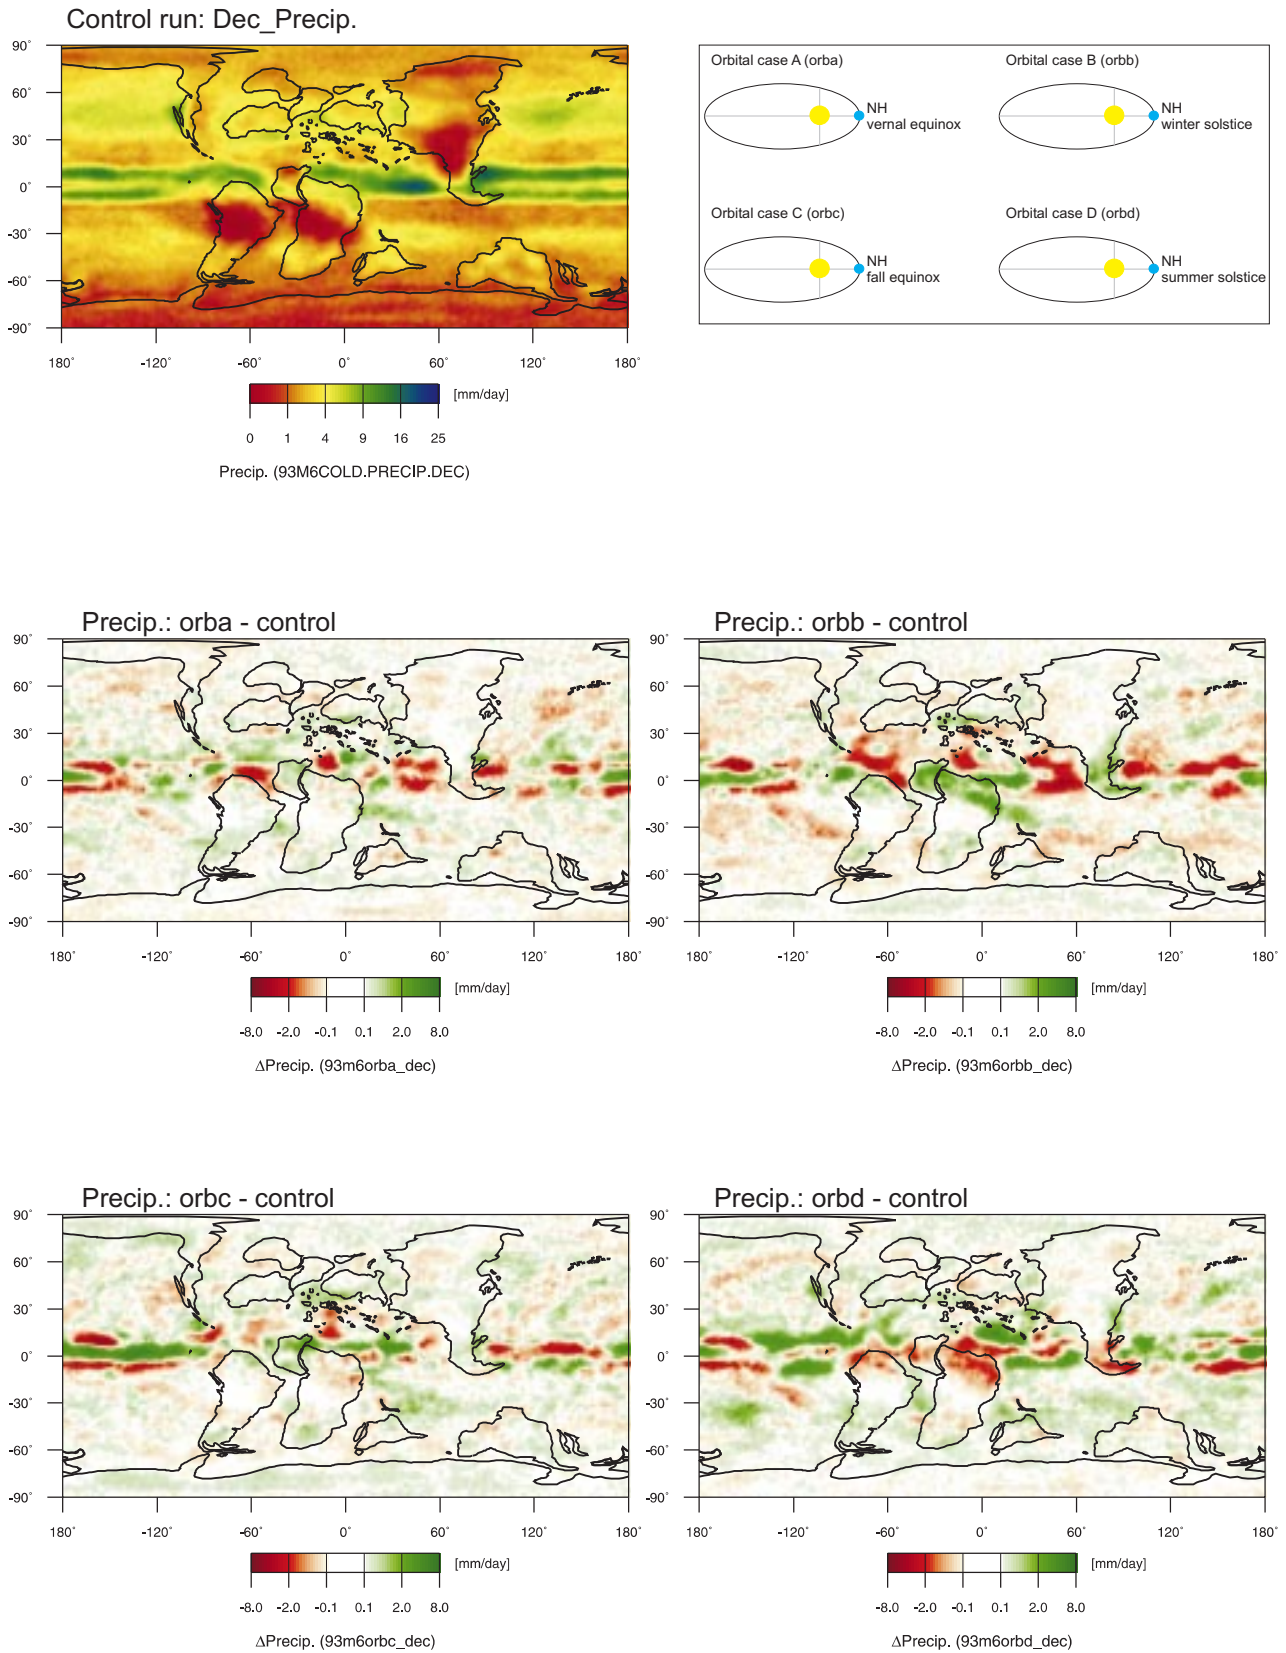 Control run: Dec_Precip.
90˚
60˚
30˚
0˚
-30˚
-60˚
-90˚
180˚ -120˚ -60˚ 0˚ 60˚ 120˚ 180˚
[mm/day]
0 1 4 9 16 25
Precip. (93M6COLD.PRECIP.DEC)
Orbital case A (orba)
NH
vernal equinox
Orbital case B (orbb)
NH
winter solstice
Orbital case C (orbc)
NH
fall equinox
Orbital case D (orbd)
NH
summer solstice
Precip.: orba - control
90˚
60˚
30˚
0˚
-30˚
-60˚
-90˚
180˚ -120˚ -60˚ 0˚ 60˚ 120˚ 180˚
[mm/day]
-8.0 -2.0 -0.1 0.1 2.0 8.0
ΔPrecip. (93m6orba_dec)
Precip.: orbb - control
90˚
60˚
30˚
0˚
-30˚
-60˚
-90˚
180˚ -120˚ -60˚ 0˚ 60˚ 120˚ 180˚
[mm/day]
-8.0 -2.0 -0.1 0.1 2.0 8.0
ΔPrecip. (93m6orbb_dec)
Precip.: orbc - control
90˚
60˚
30˚
0˚
-30˚
-60˚
-90˚
180˚ -120˚ -60˚ 0˚ 60˚ 120˚ 180˚
[mm/day]
-8.0 -2.0 -0.1 0.1 2.0 8.0
ΔPrecip. (93m6orbc_dec)
Precip.: orbd - control
90˚
60˚
30˚
0˚
-30˚
-60˚
-90˚
180˚ -120˚ -60˚ 0˚ 60˚ 120˚ 180˚
[mm/day]
-8.0 -2.0 -0.1 0.1 2.0 8.0
ΔPrecip. (93m6orbd_dec)